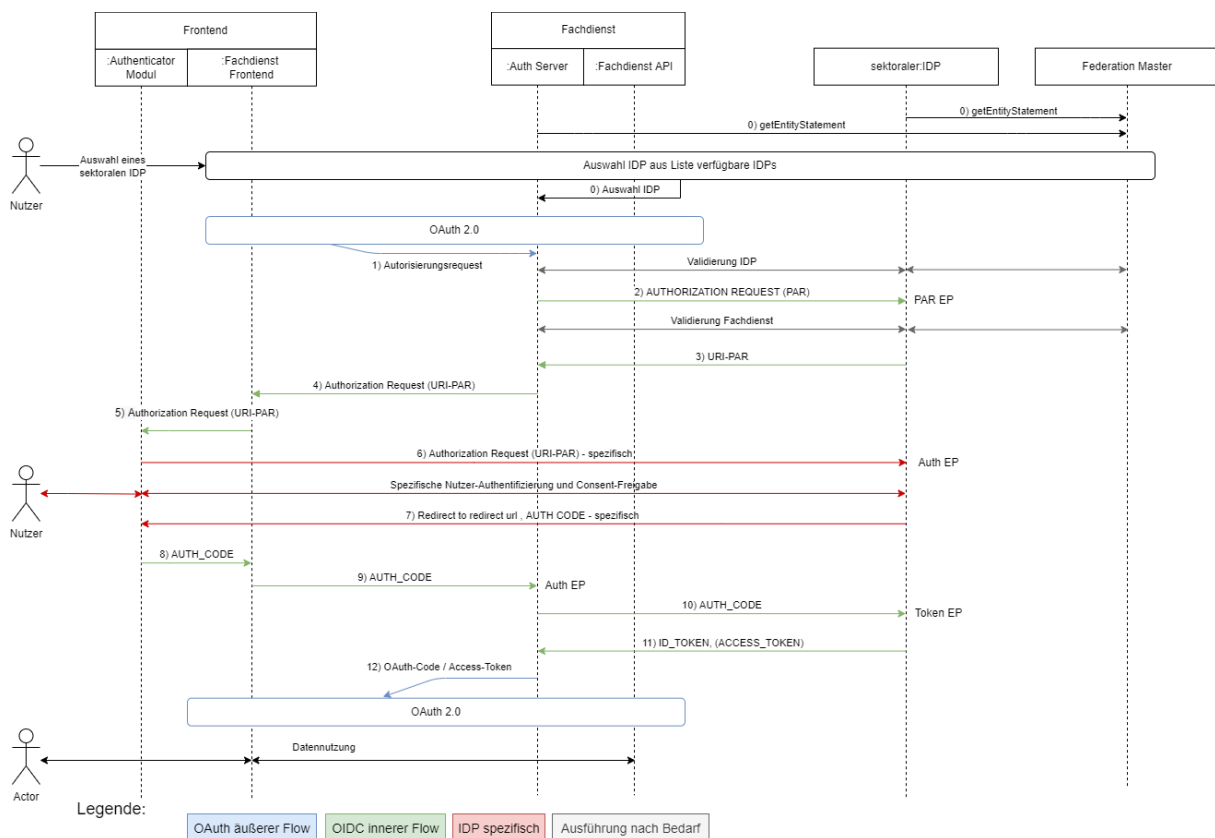 Frontend
Fachdienst
:Authenticator
Modul
:Fachdienst
Frontend
:Auth Server
:Fachdienst API
sektoraler:IDP
Federation Master
0) getEntityStatement
0) getEntityStatement
Auswahl eines
sektoralen IDP
Auswahl IDP aus Liste verfügbare IDPs
0) Auswahl IDP
Nutzer
OAuth 2.0
1) Autorisierungsrequest
Validierung IDP
2) AUTHORIZATION REQUEST (PAR)
PAR EP
Validierung Fachdienst
3) URI-PAR
4) Authorization Request (URI-PAR)
5) Authorization Request (URI-PAR)
6) Authorization Request (URI-PAR) - spezifisch
Auth EP
Spezifische Nutzer-Authentifizierung und Consent-Freigabe
Nutzer
7) Redirect to redirect url , AUTH CODE - spezifisch
8) AUTH_CODE
9) AUTH_CODE
Auth EP
10) AUTH_CODE
Token EP
11) ID_TOKEN, (ACCESS_TOKEN)
12) OAuth-Code / Access-Token
OAuth 2.0
Datennutzung
Actor
Legende:
OAuth äußerer Flow
OIDC innerer Flow
IDP spezifisch
Ausführung nach Bedarf